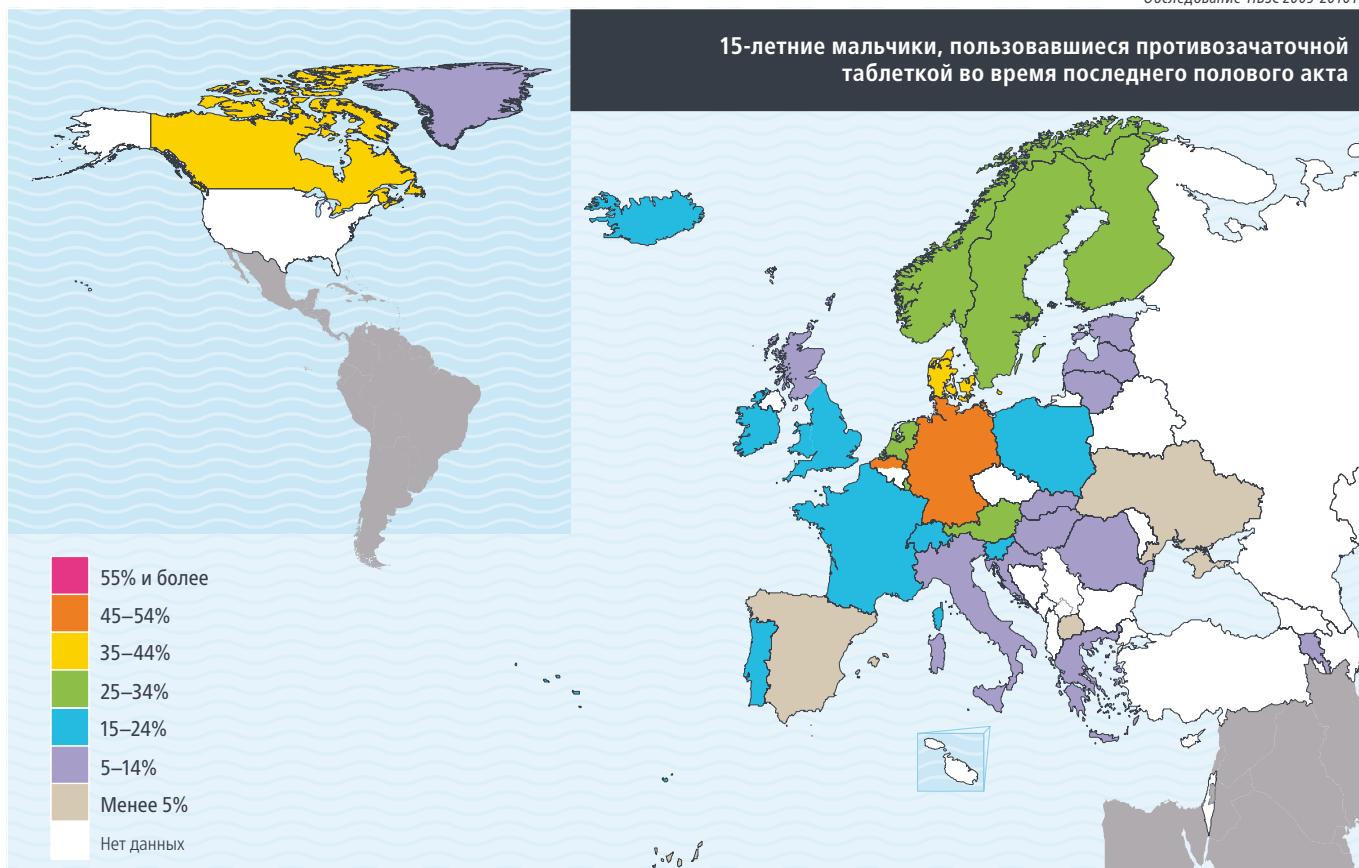 15-летние мальчики, пользовавшиеся противозачаточной
таблеткой во время последнего полового акта
55% и более
45–54%
35–44%
25–34%
15–24%
5–14%
Менее 5%
Нет данных